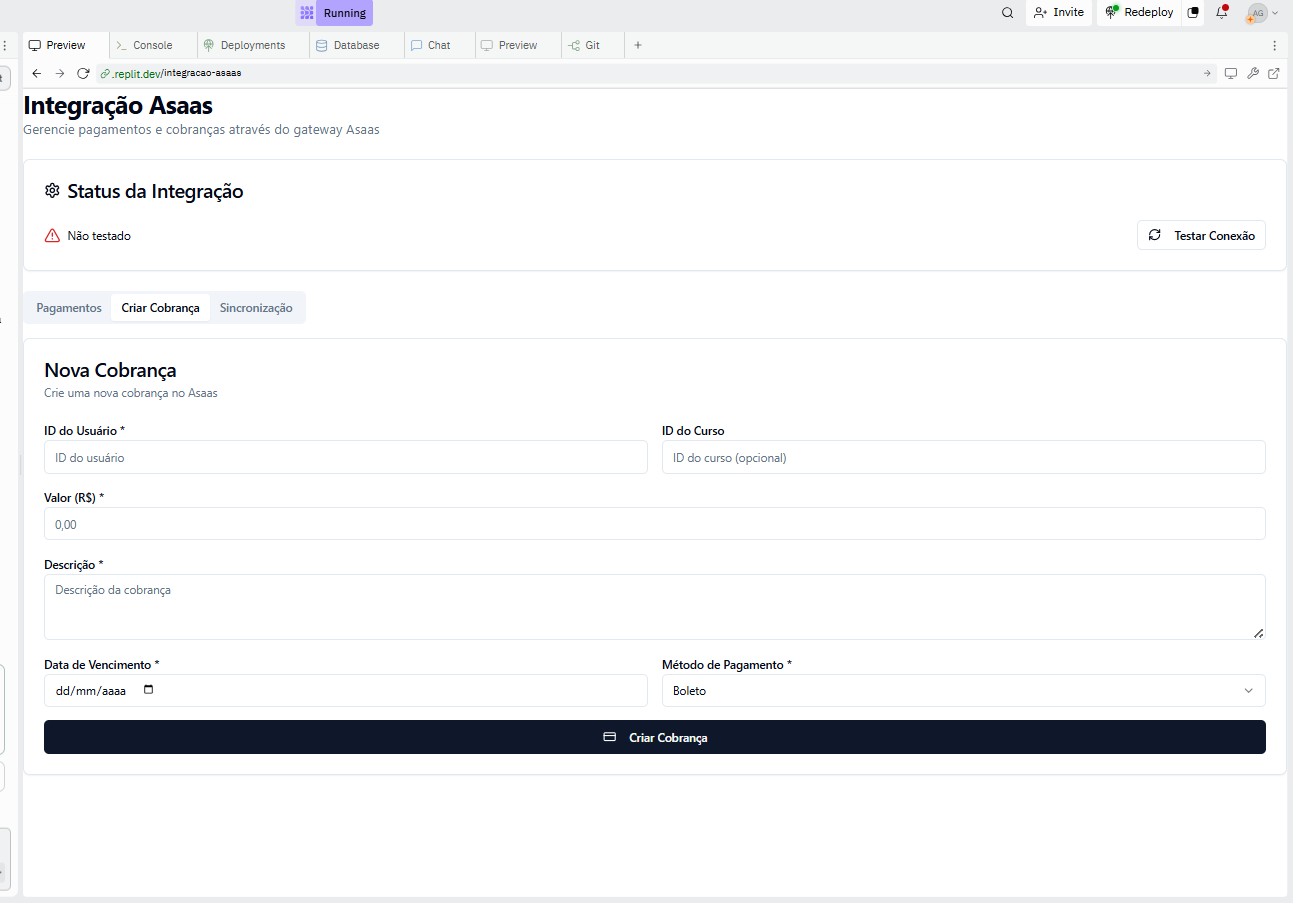 Running
Invite
Redeploy
AG
Preview
Console
Deployments
Database
Chat
Preview
Git
.replit.dev/integracao-asaas
Integração Asaas
Gerencie pagamentos e cobranças através do gateway Asaas
Status da Integração
Não testado
Testar Conexão
Pagamentos
Criar Cobrança
Sincronização
Nova Cobrança
Crie uma nova cobrança no Asaas
ID do Usuário *
ID do Curso
ID do usuário
ID do curso (opcional)
Valor (R$) *
0,00
Descrição *
Descrição da cobrança
Data de Vencimento *
Método de Pagamento *
dd/mm/aaaa
Boleto
Criar Cobrança